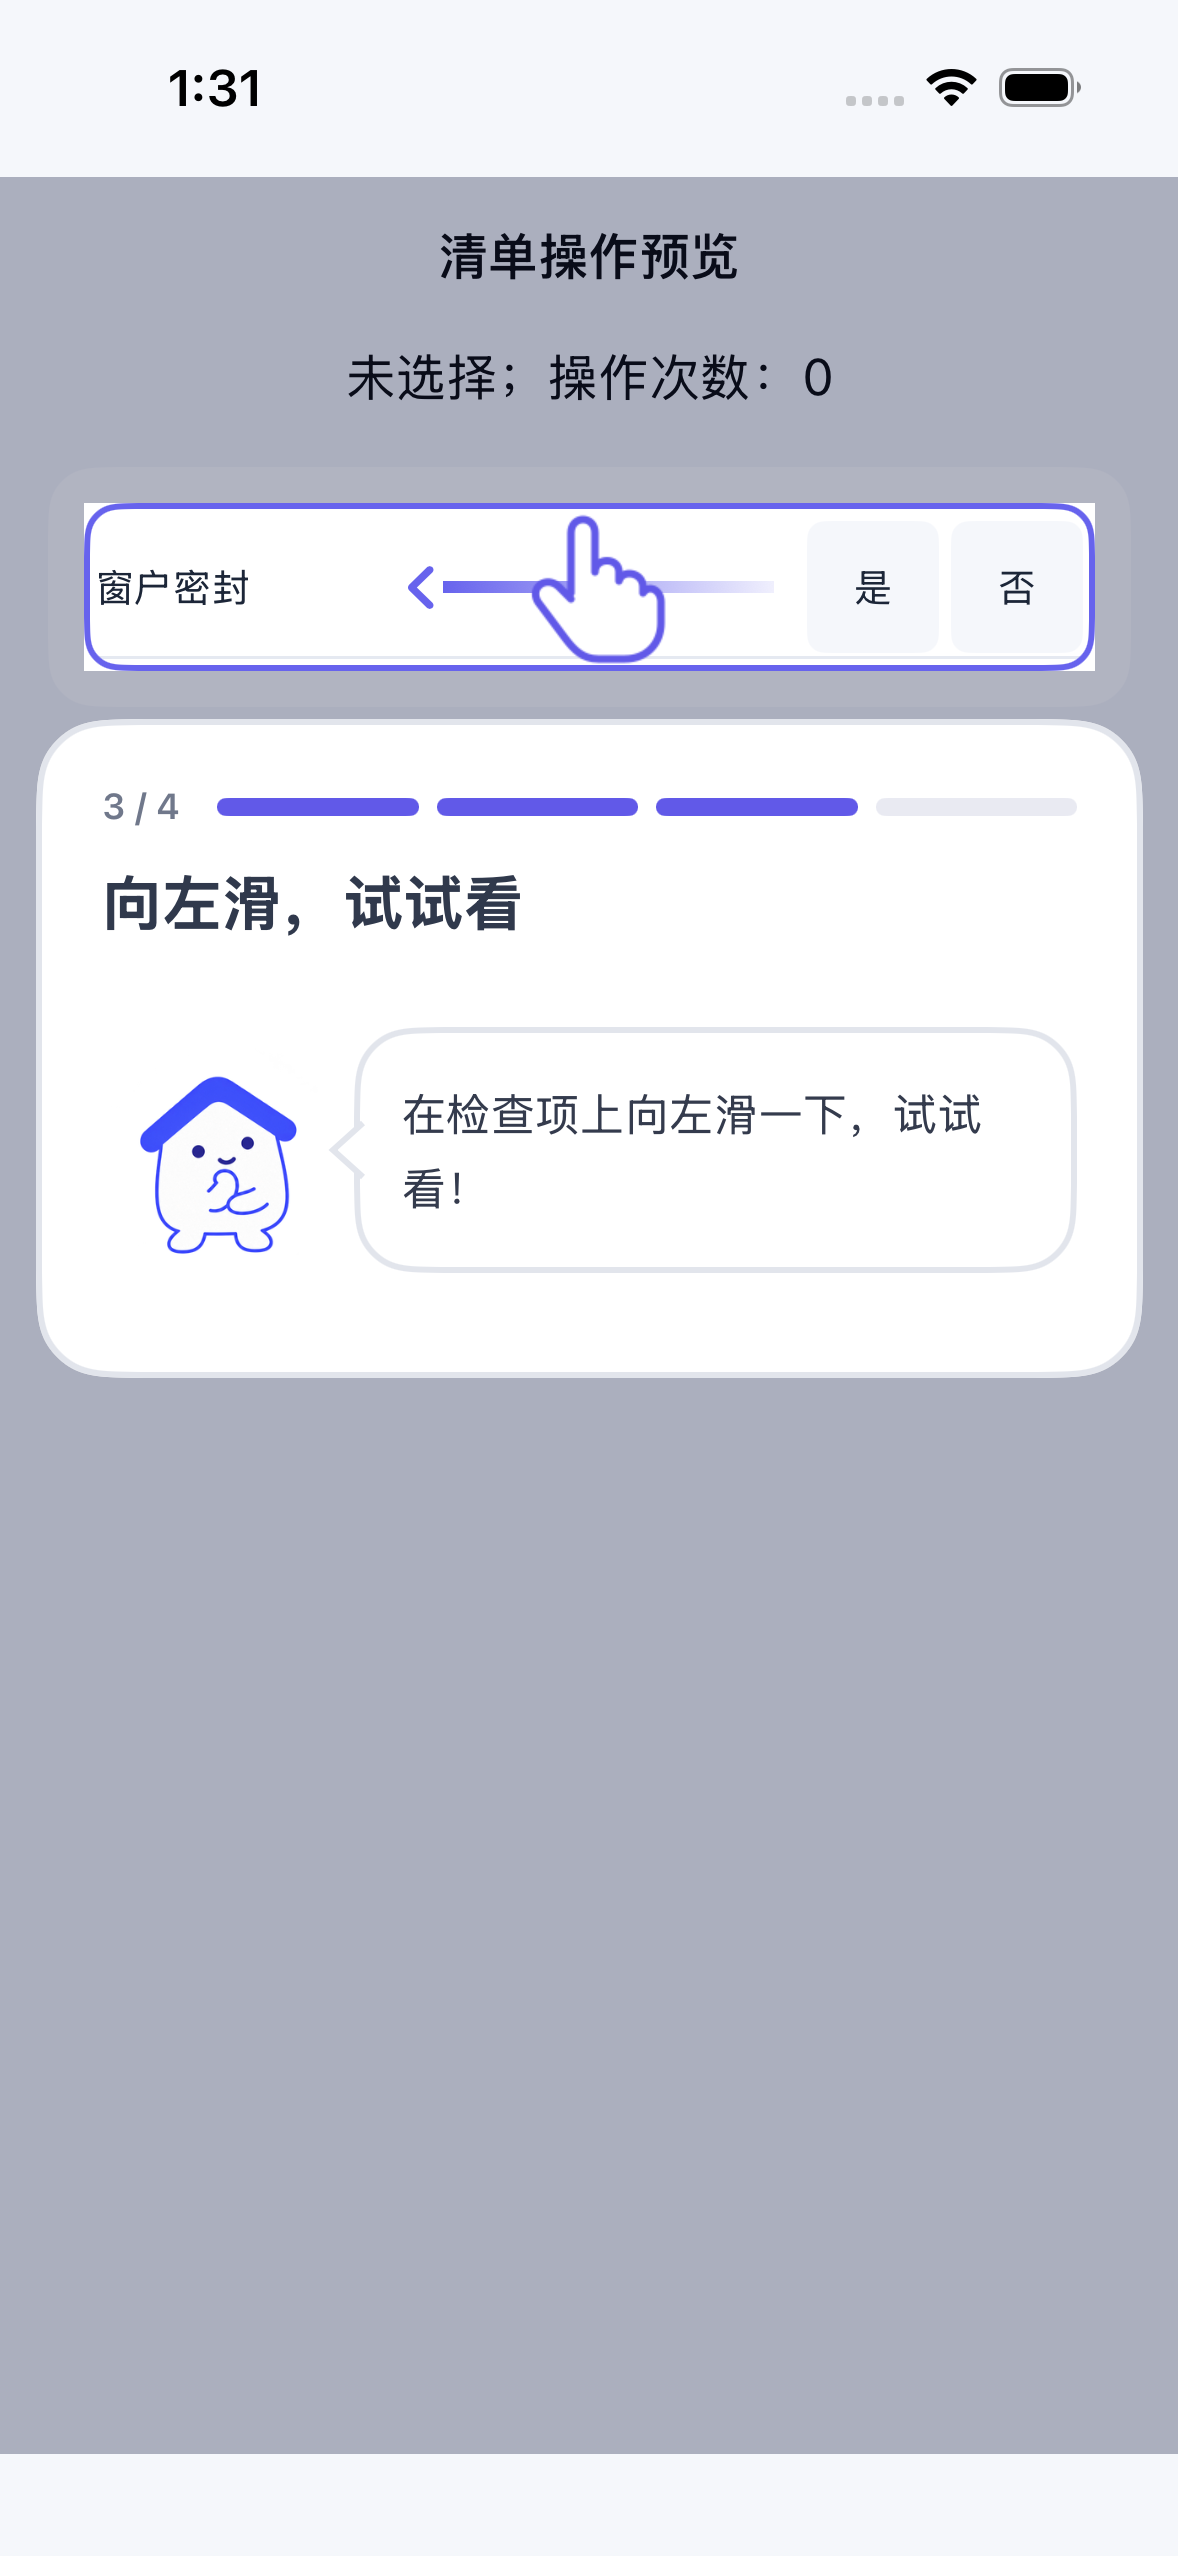 1:31
清单操作预览
未选择；操作次数：0
窗户密封
是
否
3 / 4
向左滑，试试看
在检查项上向左滑一下，试试
看！